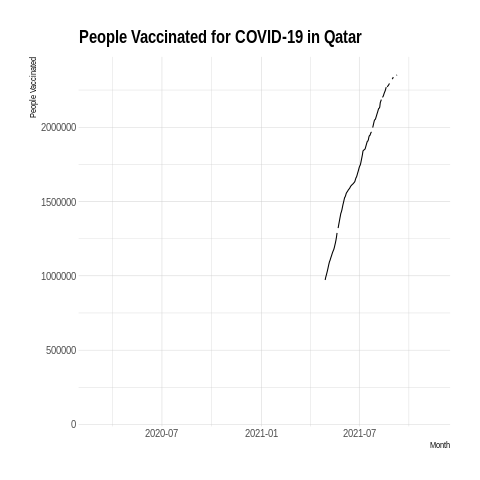 People Vaccinated for COVID-19 in Qatar
People Vaccinated
2000000
1500000
1000000
500000
0
2020-07
2021-01
2021-07
Month